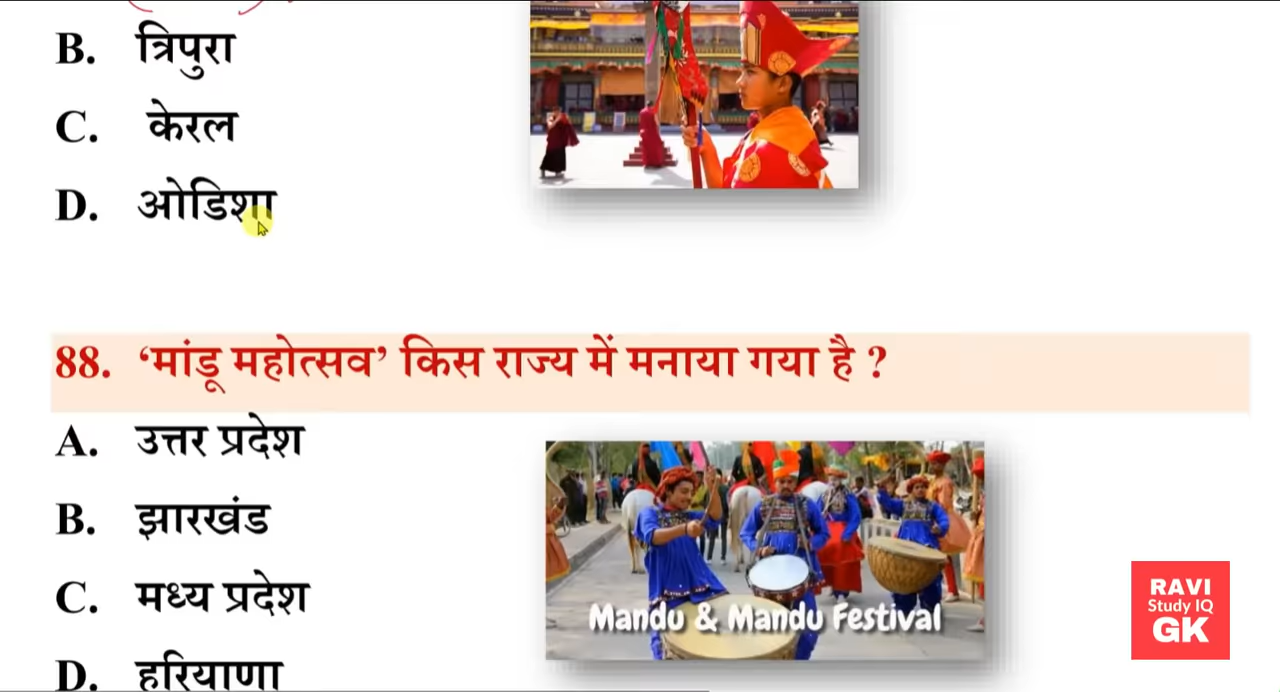 B. त्रिपुरा
C. केरल
D. ओडिशा
88. ‘मांडू महोत्सव’ किस राज्य में मनाया गया है ?
A. उत्तर प्रदेश
B. झारखंड
C. मध्य प्रदेश
D. हरियाणा
Mandu & Mandu Festival
RAVI
Study IQ
GK